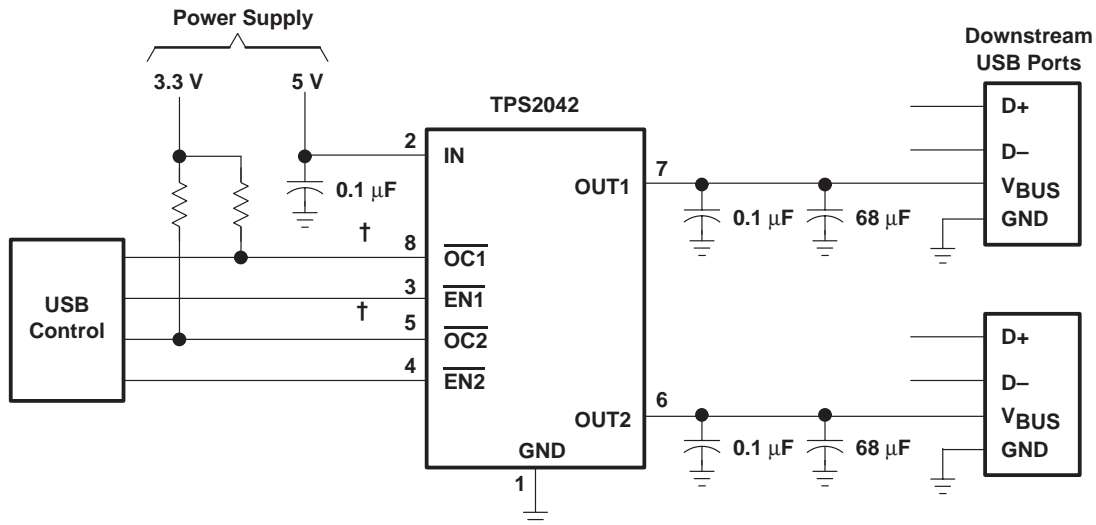 Power Supply
3.3 V
5 V
TPS2042
Downstream
USB Ports
2
IN
0.1 μF
†
8
OC1
3
EN1
†
5
OC2
4
EN2
USB
Control
GND
1
7
OUT1
0.1 μF
68 μF
D+
D–
VBUS
GND
6
OUT2
0.1 μF
68 μF
D+
D–
VBUS
GND